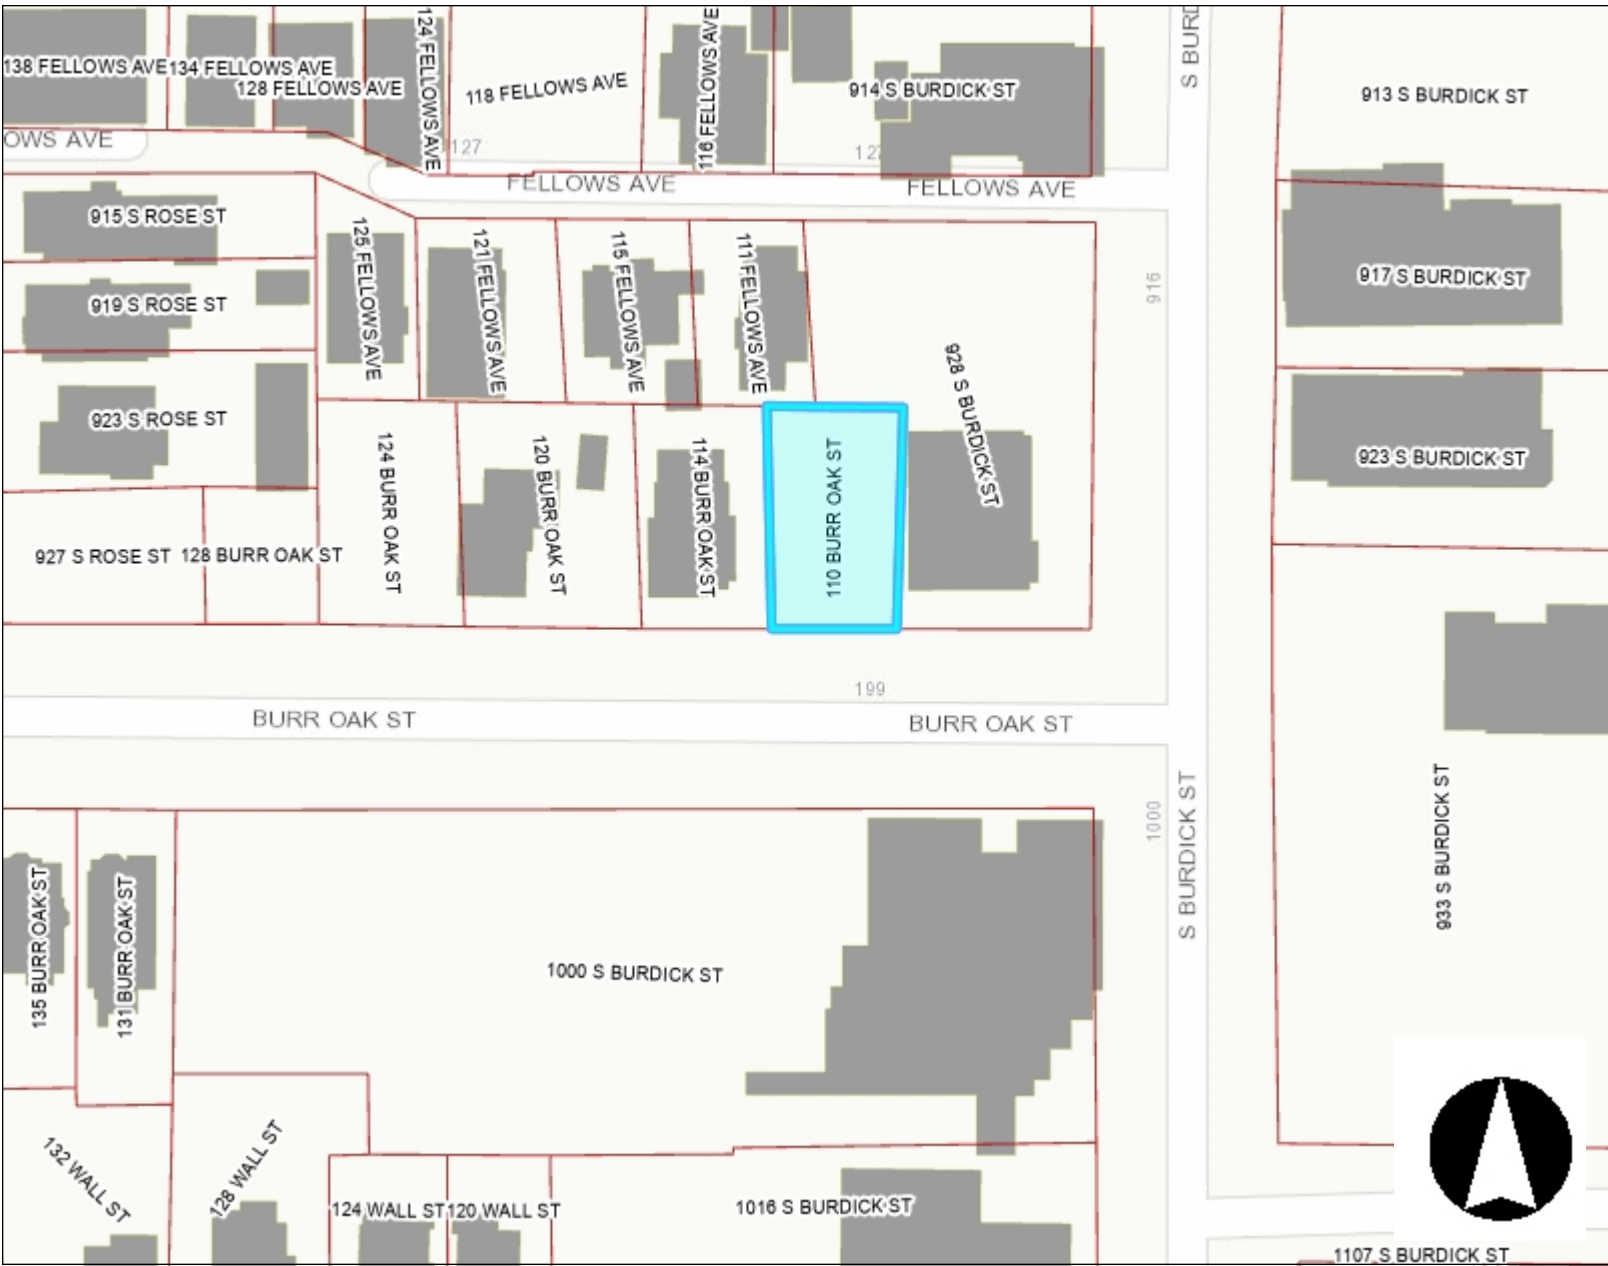 124 FELLOWS AVE
116 FELLOWS AVE
S BURD
138 FELLOWS AVE
134 FELLOWS AVE
128 FELLOWS AVE
118 FELLOWS AVE
914 S BURDICK ST
913 S BURDICK ST
OWS AVE
127
127
FELLOWS AVE
FELLOWS AVE
915 S ROSE ST
125 FELLOWS AVE
121 FELLOWS AVE
115 FELLOWS AVE
111 FELLOWS AVE
916
917 S BURDICK ST
919 S ROSE ST
928 S BURDICK ST
923 S ROSE ST
124 BURR OAK ST
120 BURR OAK ST
114 BURR OAK ST
110 BURR OAK ST
923 S BURDICK ST
927 S ROSE ST
128 BURR OAK ST
199
BURR OAK ST
BURR OAK ST
S BURDICK ST
1000
933 S BURDICK ST
135 BURR OAK ST
131 BURR OAK ST
1000 S BURDICK ST
132 WALL ST
128 WALL ST
124 WALL ST
120 WALL ST
1016 S BURDICK ST
1107 S BURDICK ST